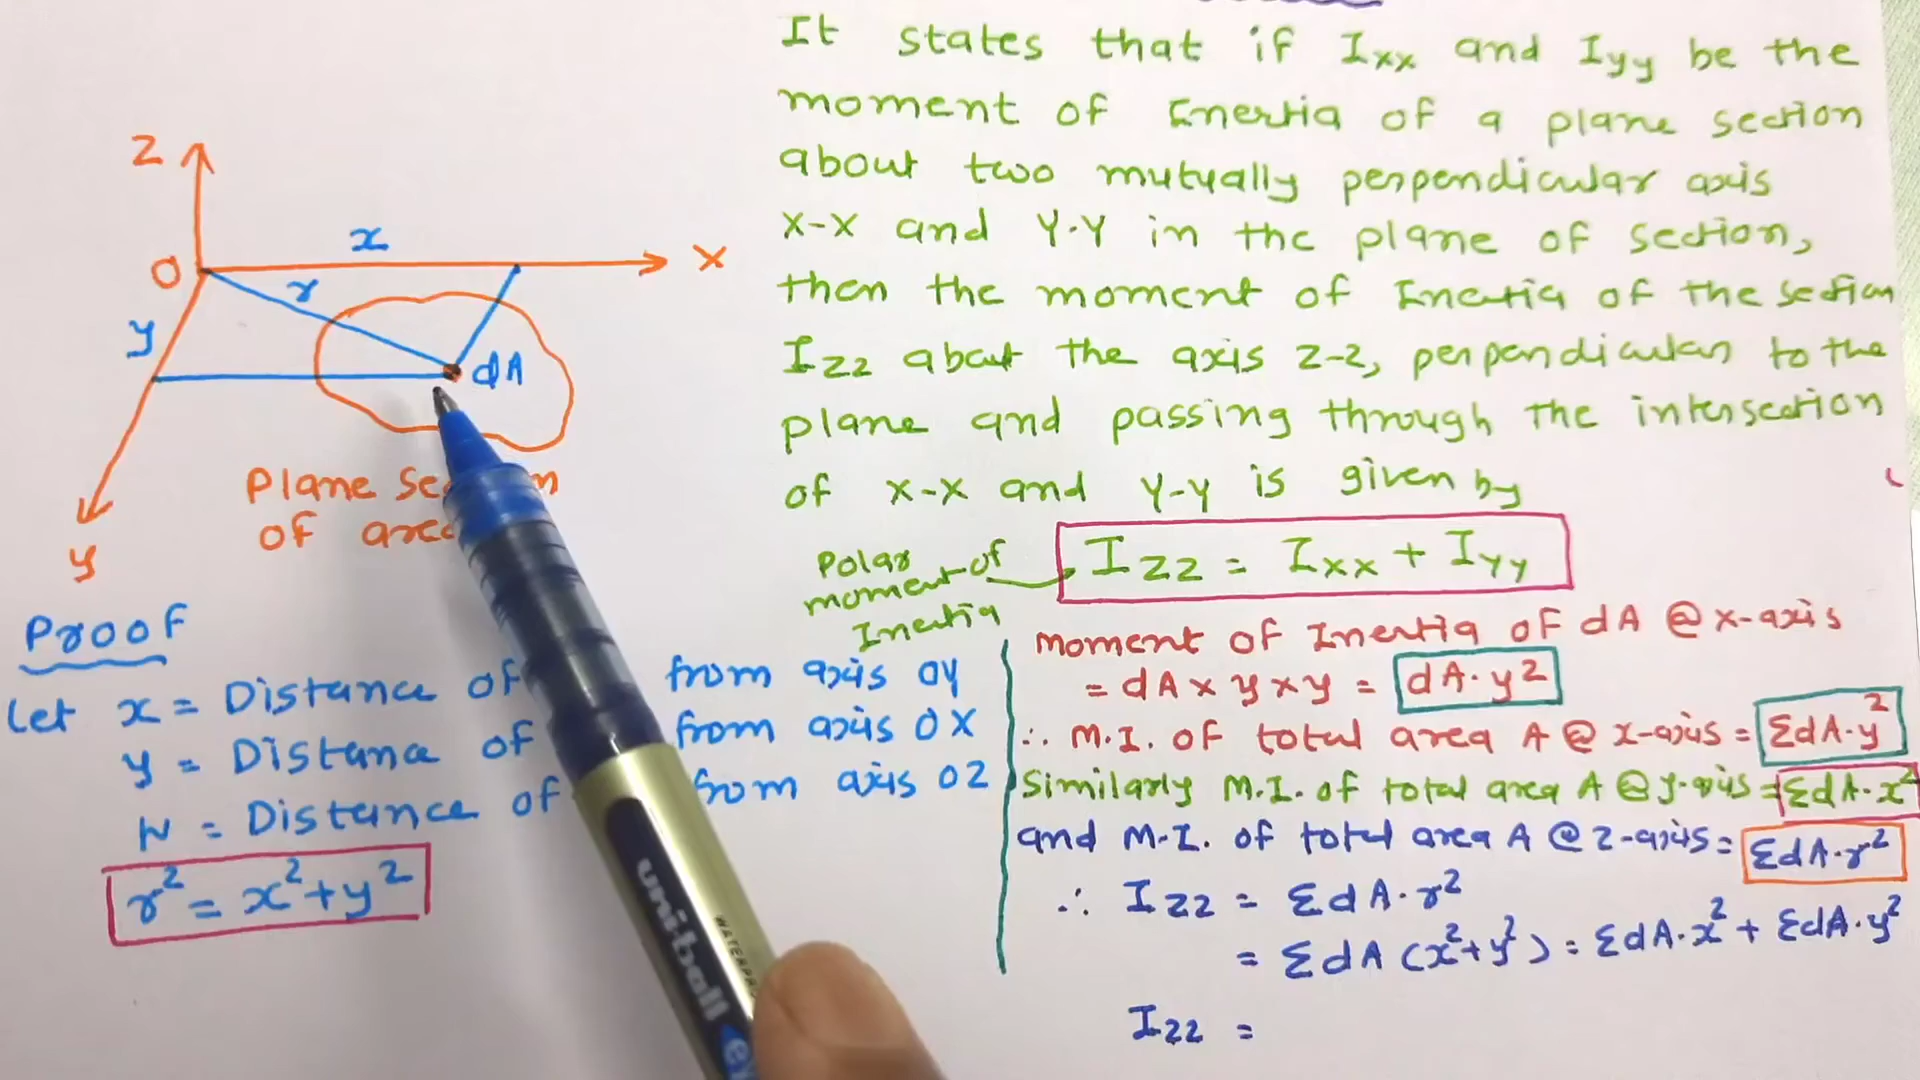 It states that if Ixx and Iyy be the
moment of Inertia of a plane section
about two mutually perpendicular axis
X-X and Y-Y in the plane of section,
then the moment of Inertia of the section
Izz about the axis z-z, perpendicular to the
plane and passing through the intersection
of X-X and Y-Y is given by
Izz = Ixx + Iyy
Polar
moment of
Inertia
Z
x
O
X
r
y
dA
Plane
of
y
Proof
Let x = Distance of from axis OY
y = Distance of from axis OX
r = Distance of from axis OZ
r² = x² + y²
moment of Inertia of dA @ x-axis
= dA x y x y = dA·y²
∴ M.I. of total area A @ x-axis = ΣdA·y²
Similarly M.I. of total area A @ y-axis = ΣdA·x²
and M.I. of total area A @ z-axis = ΣdA·r²
∴ Izz = ΣdA·r²
= ΣdA (x²+y²) = ΣdA·x² + ΣdA·y²
Izz =
uni-ball
ey